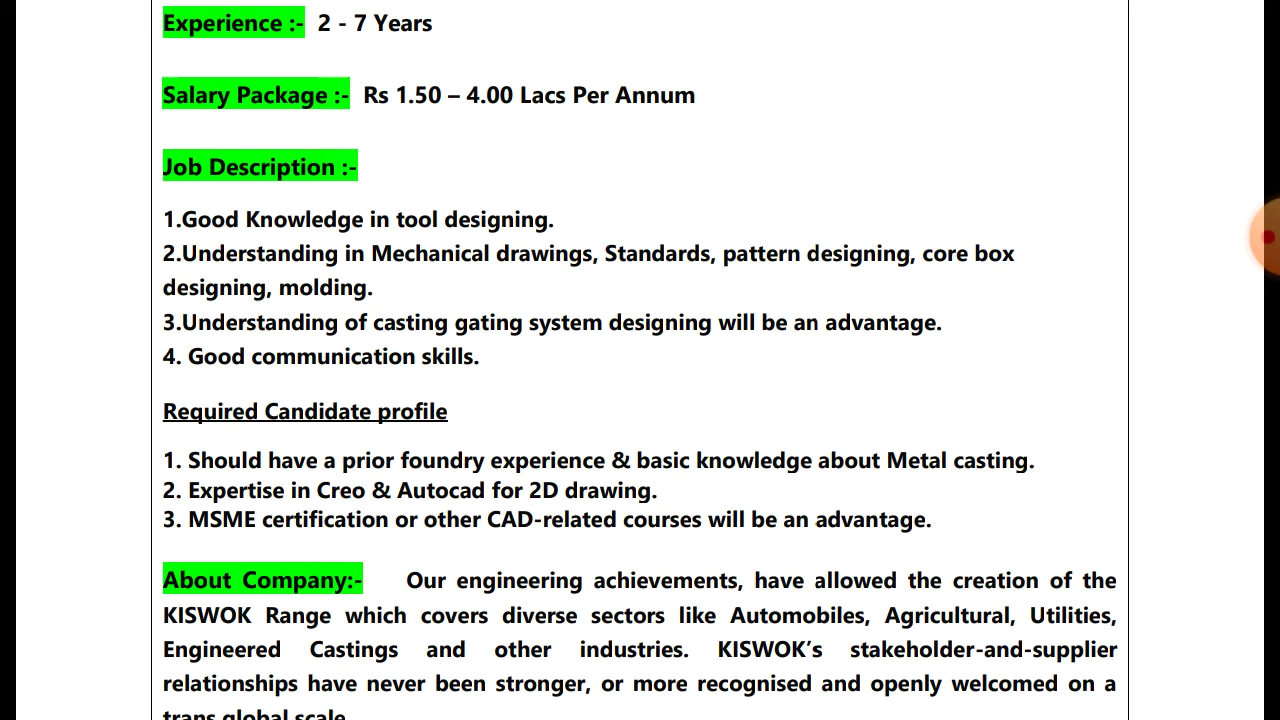 Experience :- 2 - 7 Years
Salary Package :- Rs 1.50 – 4.00 Lacs Per Annum
Job Description :-
1.Good Knowledge in tool designing.
2.Understanding in Mechanical drawings, Standards, pattern designing, core box
designing, molding.
3.Understanding of casting gating system designing will be an advantage.
4. Good communication skills.
Required Candidate profile
1. Should have a prior foundry experience & basic knowledge about Metal casting.
2. Expertise in Creo & Autocad for 2D drawing.
3. MSME certification or other CAD-related courses will be an advantage.
About Company:- Our engineering achievements, have allowed the creation of the
KISWOK Range which covers diverse sectors like Automobiles, Agricultural, Utilities,
Engineered Castings and other industries. KISWOK’s stakeholder-and-supplier
relationships have never been stronger, or more recognised and openly welcomed on a
trans global scale.